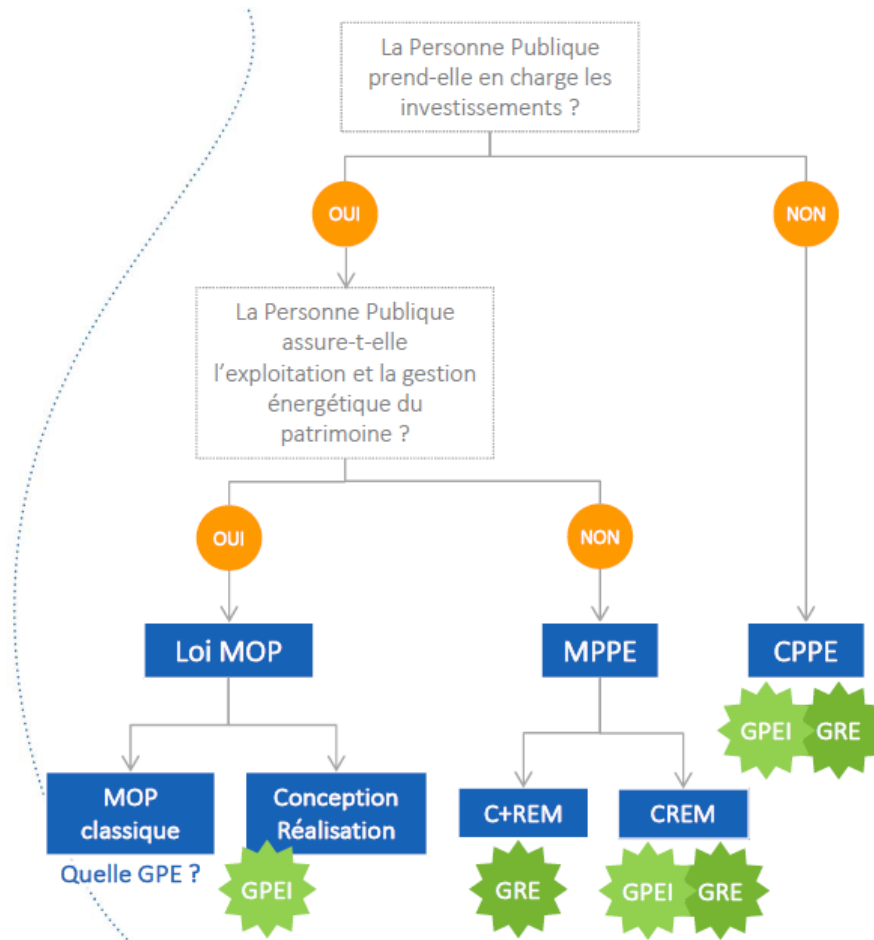 La Personne Publique
prend-elle en charge les
investissements ?
OUI
NON
La Personne Publique
assure-t-elle
l'exploitation et la gestion
énergétique du
patrimoine ?
OUI
NON
Loi MOP
MPPE
CPPE
GPEI
GRE
MOP
classique
Conception
Réalisation
C+REM
CREM
Quelle GPE ?
GPEI
GRE
GPEI
GRE